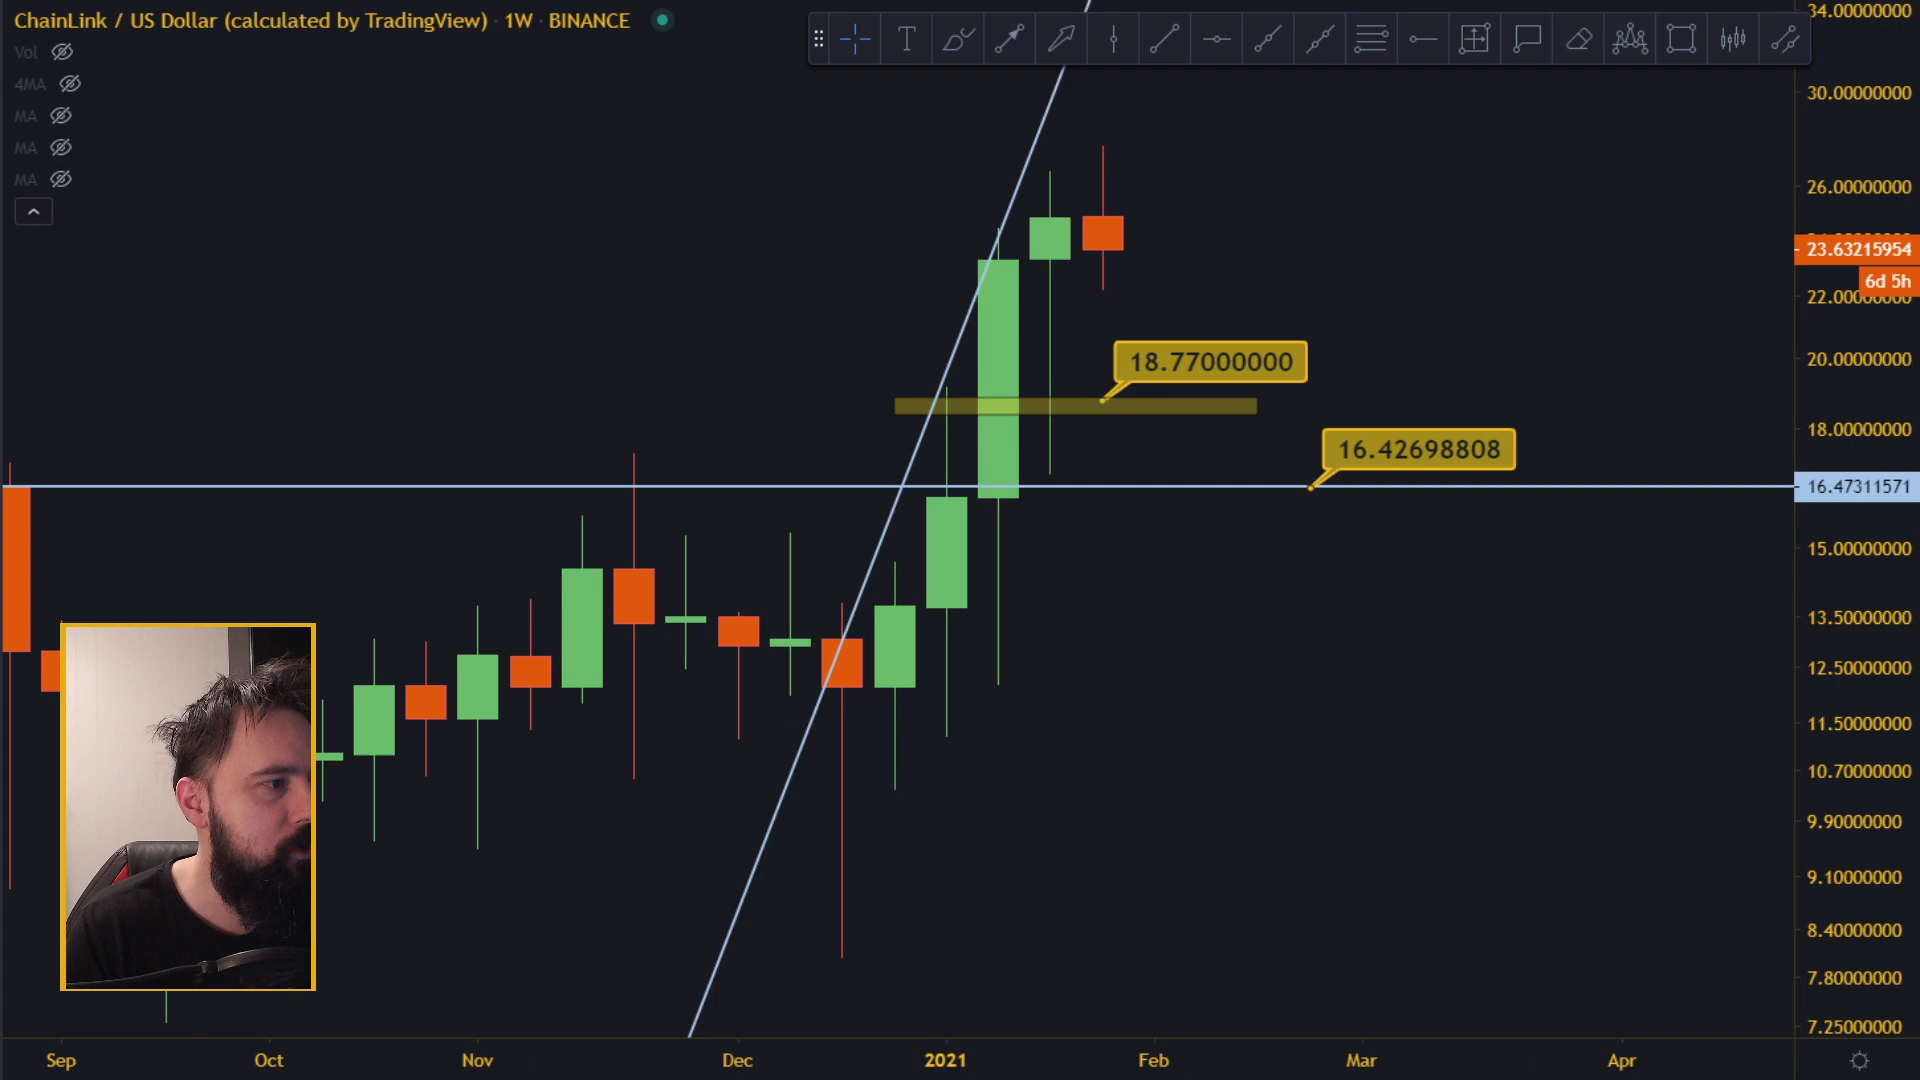 ChainLink / US Dollar (calculated by TradingView) · 1W · BINANCE
Vol
4MA
MA
MA
MA
34.00000000
30.00000000
26.00000000
23.63215954
6d 5h
22.00000000
20.00000000
18.77000000
18.00000000
16.42698808
16.47311571
15.00000000
13.50000000
12.50000000
11.50000000
10.70000000
9.90000000
9.10000000
8.40000000
7.80000000
7.25000000
Sep Oct Nov Dec 2021 Feb Mar Apr